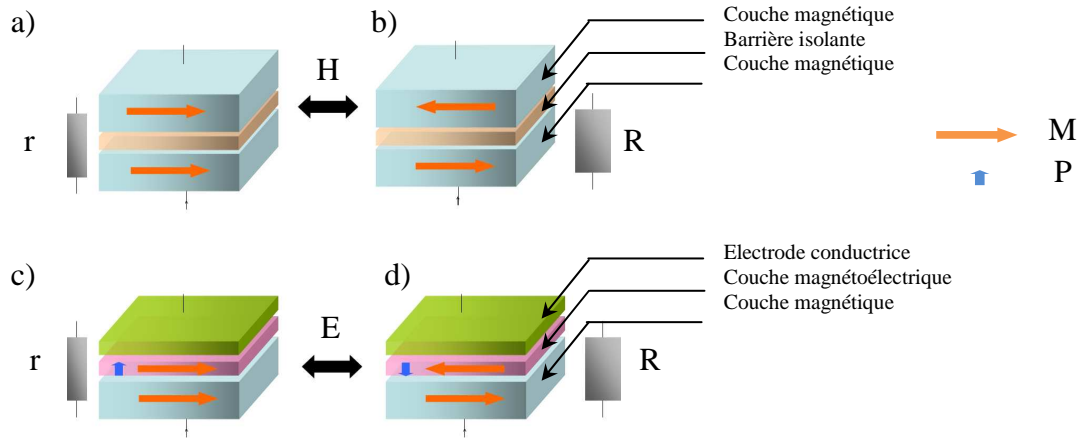 a)
b)
Couche magnétique
Barrière isolante
Couche magnétique
H
r
R
M
P
c)
d)
Electrode conductrice
Couche magnétoélectrique
Couche magnétique
E
r
R